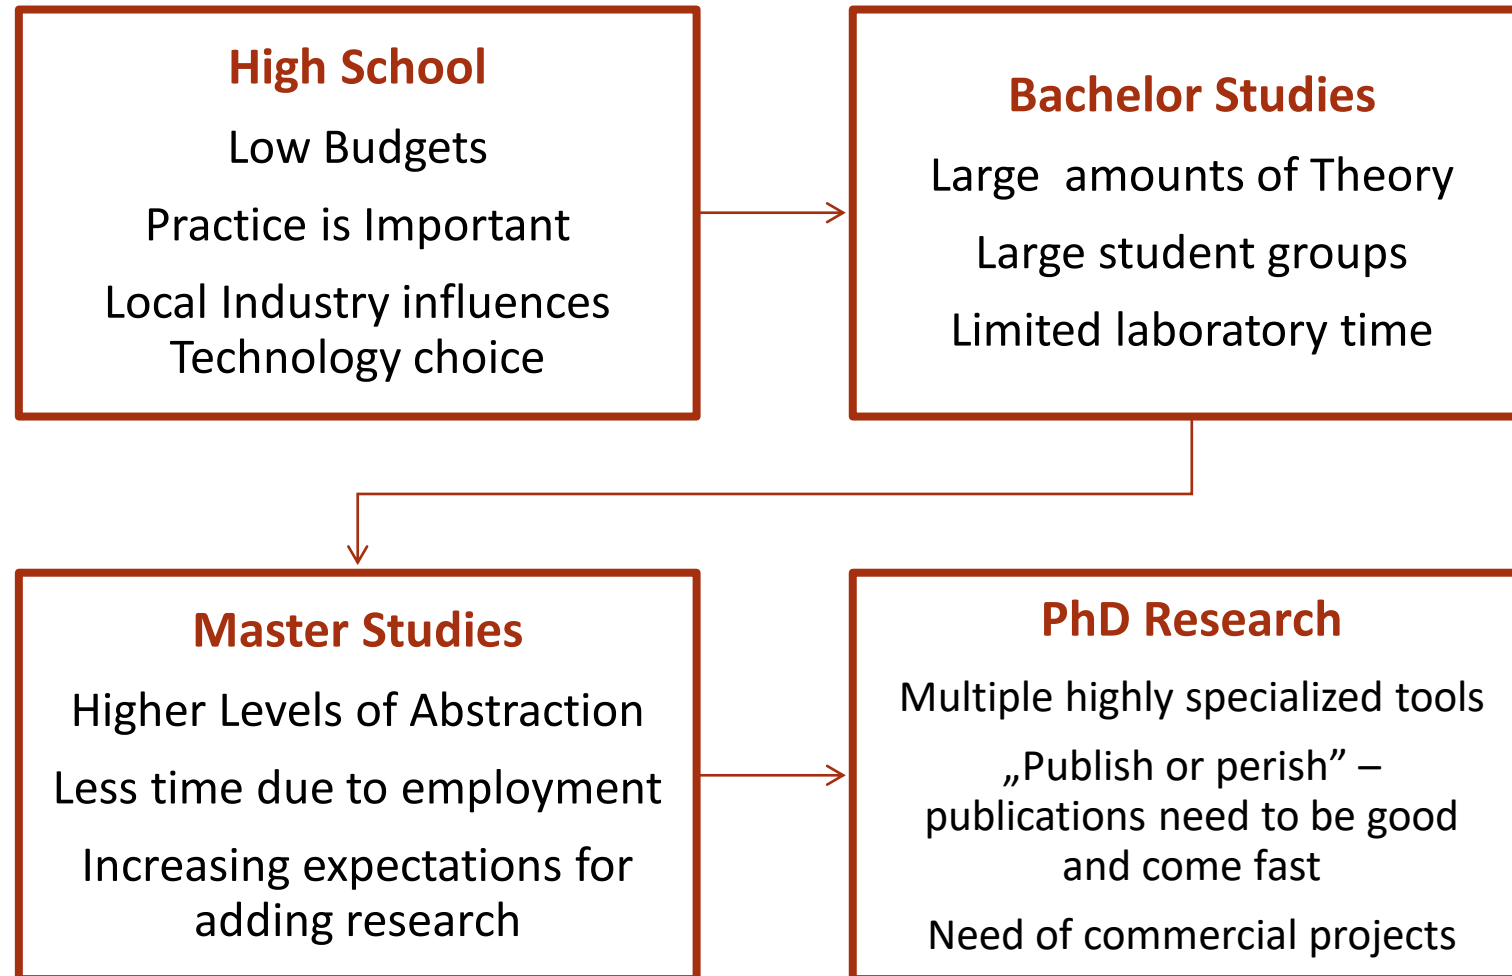 High School
Low Budgets
Practice is Important
Local Industry influences
Technology choice
Bachelor Studies
Large  amounts of Theory
Large student groups
Limited laboratory time
Master Studies
Higher Levels of Abstraction
Less time due to employment
Increasing expectations for
adding research
PhD Research
Multiple highly specialized tools
„Publish or perish” –
publications need to be good
and come fast
Need of commercial projects